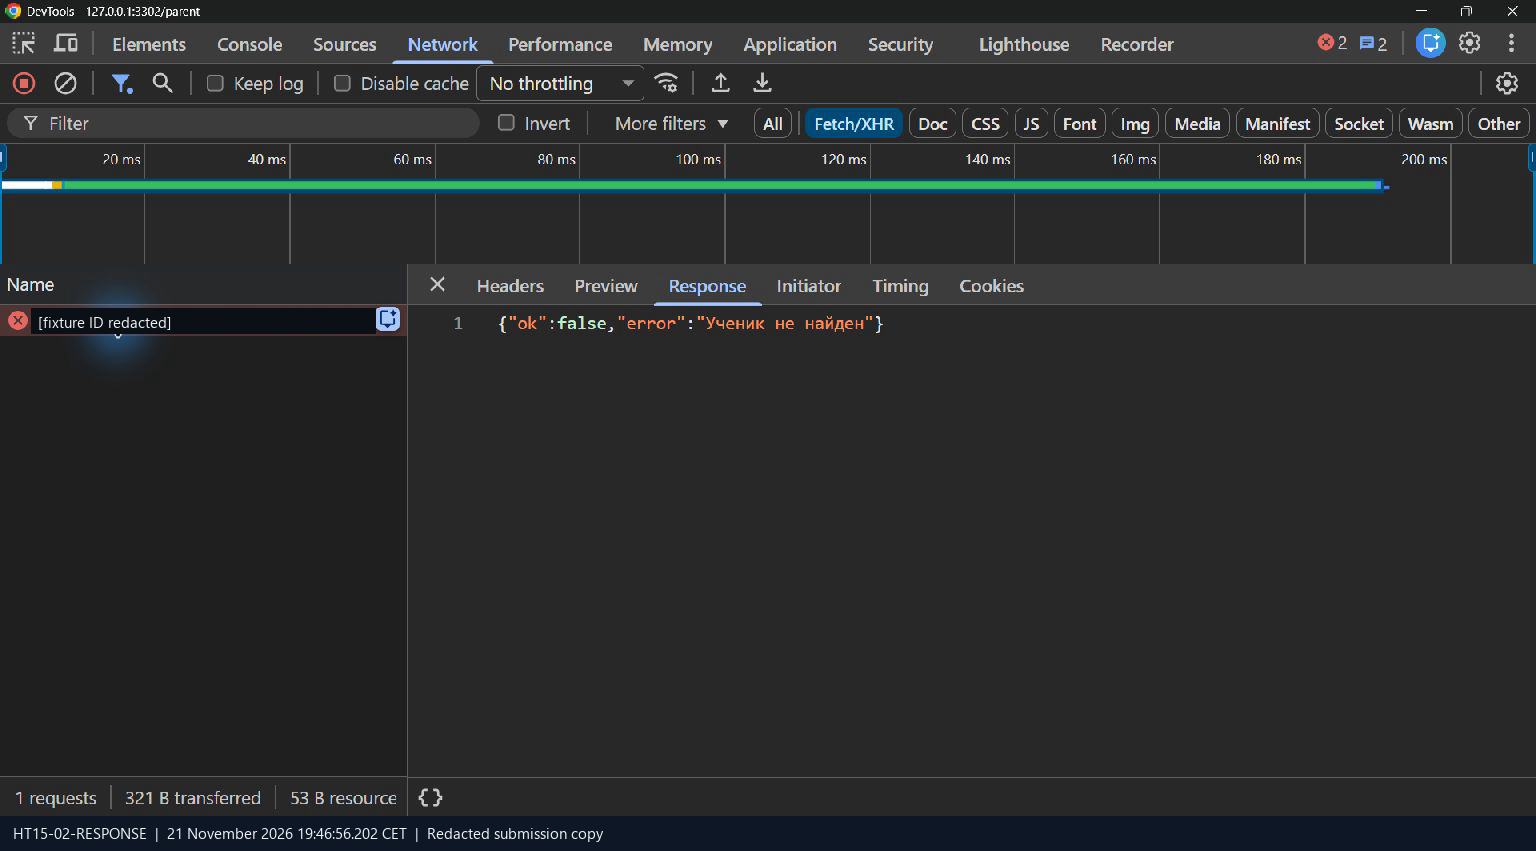 DevTools - 127.0.0.1:3302/parent
Elements Console Sources Network Performance Memory Application Security Lighthouse Recorder 2 2
Keep log Disable cache No throttling
Filter Invert More filters All Fetch/XHR Doc CSS JS Font Img Media Manifest Socket Wasm Other
20 ms 40 ms 60 ms 80 ms 100 ms 120 ms 140 ms 160 ms 180 ms 200 ms
Name Headers Preview Response Initiator Timing Cookies
[fixture ID redacted] 1 {"ok":false,"error":"Ученик не найден"}
1 requests 321 B transferred 53 B resource {}
HT15-02-RESPONSE | 21 November 2026 19:46:56.202 CET | Redacted submission copy